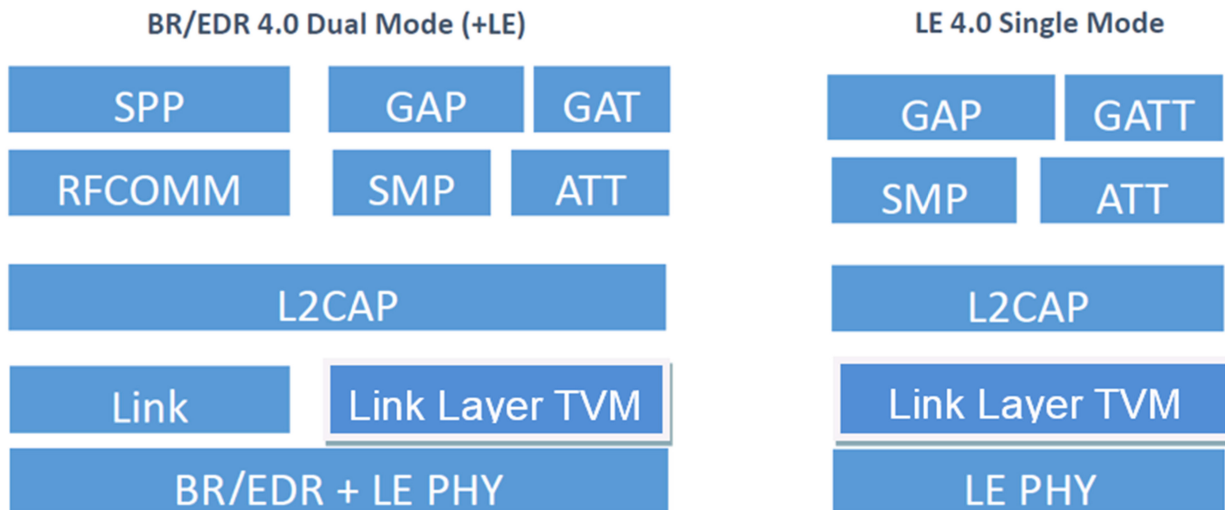 BR/EDR 4.0 Dual Mode (+LE)
LE 4.0 Single Mode
SPP
GAP
GAT
GAP
GATT
RFCOMM
SMP
ATT
SMP
ATT
L2CAP
L2CAP
Link
Link Layer TVM
Link Layer TVM
BR/EDR + LE PHY
LE PHY